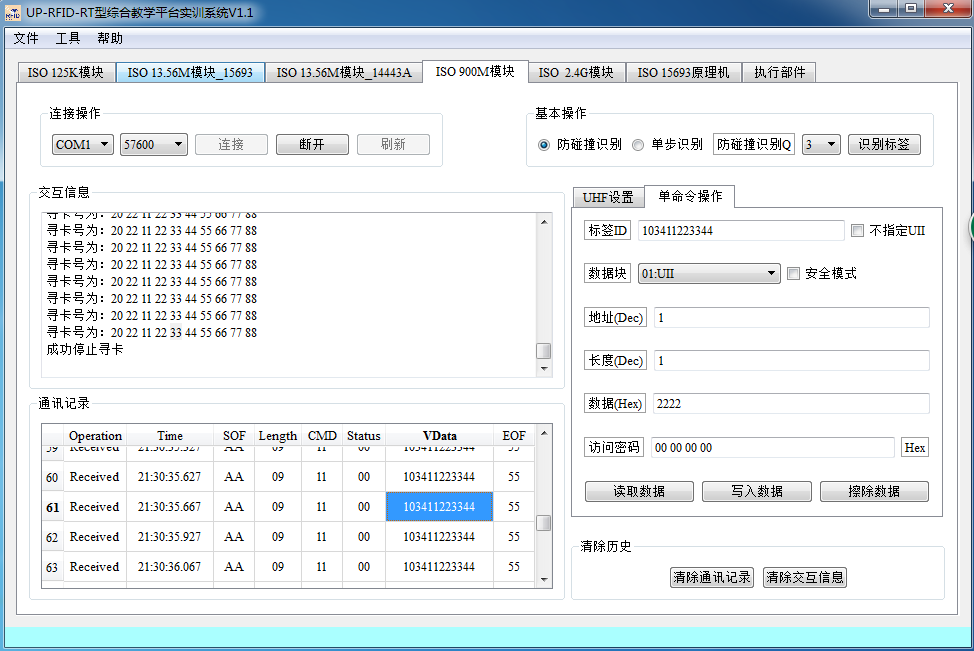 UP-RFID-RT型综合教学平台实训系统V1.1
文件 工具 帮助
ISO 125K模块 ISO 13.56M模块_15693 ISO 13.56M模块_14443A ISO 900M模块 ISO 2.4G模块 ISO 15693原理机 执行部件
连接操作
COM1 57600 连接 断开 刷新
基本操作
防碰撞识别 单步识别 防碰撞识别Q 3 识别标签
交互信息
寻卡号为：20 22 11 22 33 44 55 66 77 88
寻卡号为：20 22 11 22 33 44 55 66 77 88
寻卡号为：20 22 11 22 33 44 55 66 77 88
寻卡号为：20 22 11 22 33 44 55 66 77 88
寻卡号为：20 22 11 22 33 44 55 66 77 88
寻卡号为：20 22 11 22 33 44 55 66 77 88
寻卡号为：20 22 11 22 33 44 55 66 77 88
寻卡号为：20 22 11 22 33 44 55 66 77 88
成功停止寻卡
通讯记录
Operation Time SOF Length CMD Status VData EOF
59 Received 21:30:35.327 AA 09 11 00 103411223344 55
60 Received 21:30:35.627 AA 09 11 00 103411223344 55
61 Received 21:30:35.667 AA 09 11 00 103411223344 55
62 Received 21:30:35.927 AA 09 11 00 103411223344 55
63 Received 21:30:36.067 AA 09 11 00 103411223344 55
UHF设置 单命令操作
标签ID 103411223344 不指定UII
数据块 01:UII 安全模式
地址(Dec) 1
长度(Dec) 1
数据(Hex) 2222
访问密码 00 00 00 00 Hex
读取数据 写入数据 擦除数据
清除历史
清除通讯记录 清除交互信息